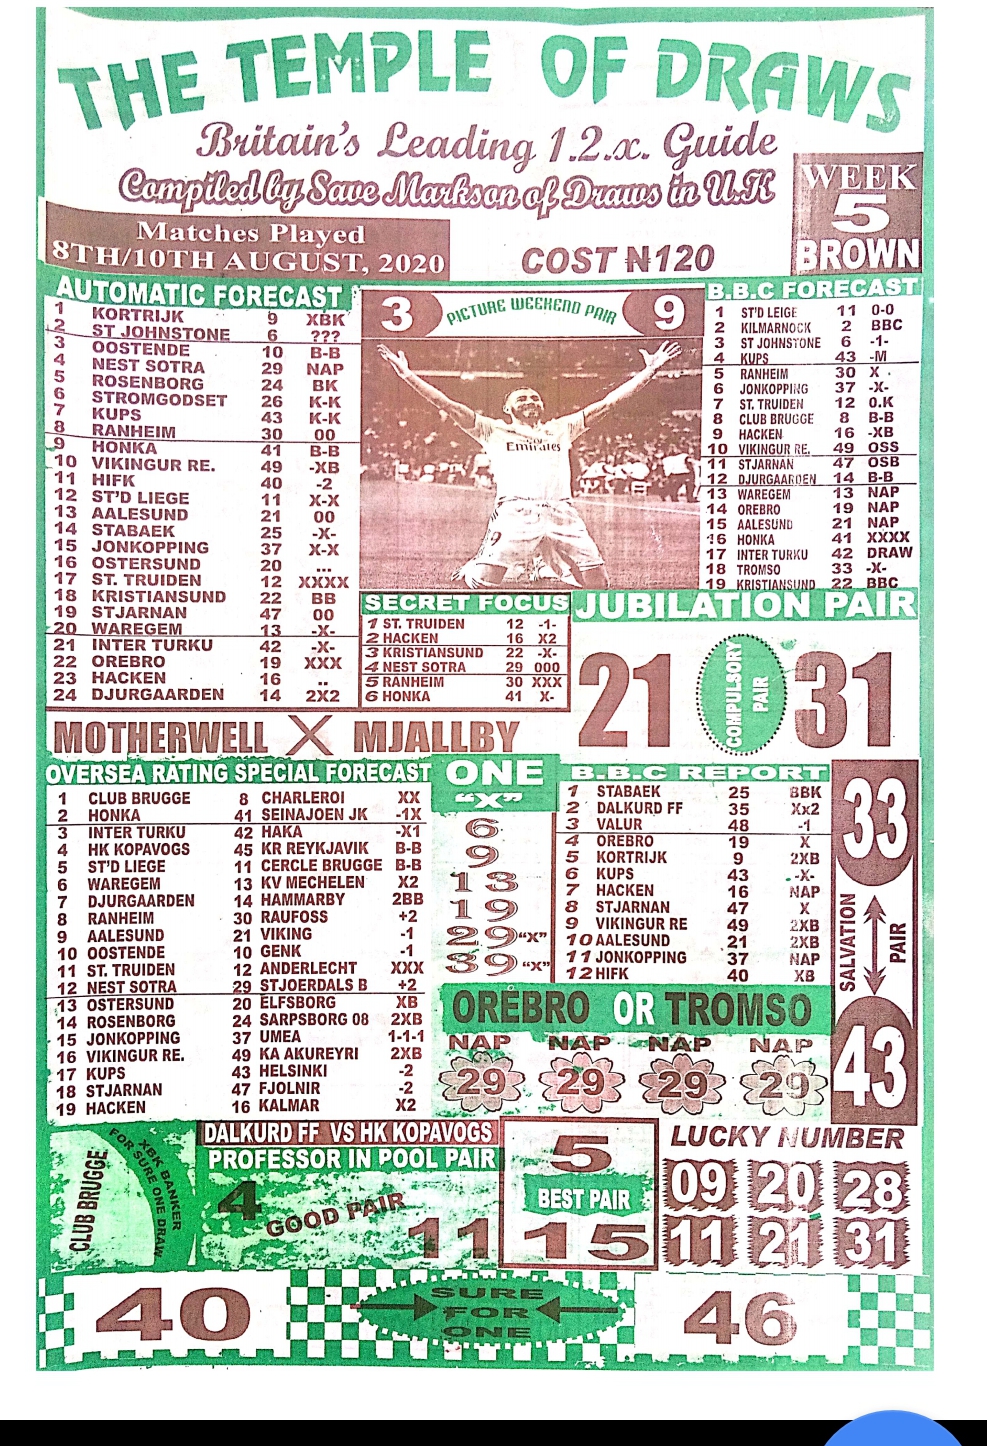 THE TEMPLE OF DRAWS
Britain's Leading 1.2.x. Guide
Compiled by Save Markson of Draws in U.K
WEEK
5
BROWN
Matches Played
8TH/10TH AUGUST, 2020
COST ₦120
AUTOMATIC FORECAST
1 KORTRIJK 9 XBK
2 ST JOHNSTONE 6 ???
3 OOSTENDE 10 B-B
4 NEST SOTRA 29 NAP
5 ROSENBORG 24 BK
6 STROMGODSET 26 K-K
7 KUPS 43 K-K
8 RANHEIM 30 00
9 HONKA 41 B-B
10 VIKINGUR RE. 49 -XB
11 HIFK 40 -2
12 ST'D LIEGE 11 X-X
13 AALESUND 21 00
14 STABAEK 25 -X-
15 JONKOPPING 37 X-X
16 OSTERSUND 20 ...
17 ST. TRUIDEN 12 XXXX
18 KRISTIANSUND 22 BB
19 STJARNAN 47 00
20 WAREGEM 13 -X-
21 INTER TURKU 42 -X-
22 OREBRO 19 XXX
23 HACKEN 16 ..
24 DJURGAARDEN 14 2X2
3 PICTURE WEEKEND PAIR 9
Fly
Emirates
B.B.C FORECAST
1 ST'D LEIGE 11 0-0
2 KILMARNOCK 2 BBC
3 ST JOHNSTONE 6 -1-
4 KUPS 43 -M
5 RANHEIM 30 X
6 JONKOPPING 37 -X-
7 ST. TRUIDEN 12 0.K
8 CLUB BRUGGE 8 B-B
9 HACKEN 16 -XB
10 VIKINGUR RE. 49 OSS
11 STJARNAN 47 OSB
12 DJURGAARDEN 14 B-B
13 WAREGEM 13 NAP
14 OREBRO 19 NAP
15 AALESUND 21 NAP
16 HONKA 41 XXXX
17 INTER TURKU 42 DRAW
18 TROMSO 33 -X-
19 KRISTIANSUND 22 BBC
SECRET FOCUS
1 ST. TRUIDEN 12 -1-
2 HACKEN 16 X2
3 KRISTIANSUND 22 -X-
4 NEST SOTRA 29 000
5 RANHEIM 30 XXX
6 HONKA 41 X-
JUBILATION PAIR
21 COMPULSORY PAIR 31
MOTHERWELL X MJALLBY
OVERSEA RATING SPECIAL FORECAST
1 CLUB BRUGGE 8 CHARLEROI XX
2 HONKA 41 SEINAJOEN JK -1X
3 INTER TURKU 42 HAKA -X1
4 HK KOPAVOGS 45 KR REYKJAVIK B-B
5 ST'D LIEGE 11 CERCLE BRUGGE B-B
6 WAREGEM 13 KV MECHELEN X2
7 DJURGAARDEN 14 HAMMARBY 2BB
8 RANHEIM 30 RAUFOSS +2
9 AALESUND 21 VIKING -1
10 OOSTENDE 10 GENK -1
11 ST. TRUIDEN 12 ANDERLECHT XXX
12 NEST SOTRA 29 STJOERDALS B +2
13 OSTERSUND 20 ELFSBORG XB
14 ROSENBORG 24 SARPSBORG 08 2XB
15 JONKOPPING 37 UMEA 1-1-1
16 VIKINGUR RE. 49 KA AKUREYRI 2XB
17 KUPS 43 HELSINKI -2
18 STJARNAN 47 FJOLNIR -2
19 HACKEN 16 KALMAR X2
ONE
"X"
6
9
13
19
29 "X"
39 "X"
B.B.C REPORT
1 STABAEK 25 BBK
2 DALKURD FF 35 Xx2
3 VALUR 48 -1
4 OREBRO 19 X
5 KORTRIJK 9 2XB
6 KUPS 43 -X-
7 HACKEN 16 NAP
8 STJARNAN 47 X
9 VIKINGUR RE 49 2XB
10 AALESUND 21 2XB
11 JONKOPPING 37 NAP
12 HIFK 40 XB
33
SALVATION PAIR
43
OREBRO OR TROMSO
NAP NAP NAP NAP
29 29 29 29
CLUB BRUGGE
XBK BANKER
FOR SURE ONE DRAW
DALKURD FF VS HK KOPAVOGS
PROFESSOR IN POOL PAIR
4 GOOD PAIR 11
5
BEST PAIR
15
LUCKY NUMBER
09 20 28
11 21 31
40
SURE
FOR
ONE
46